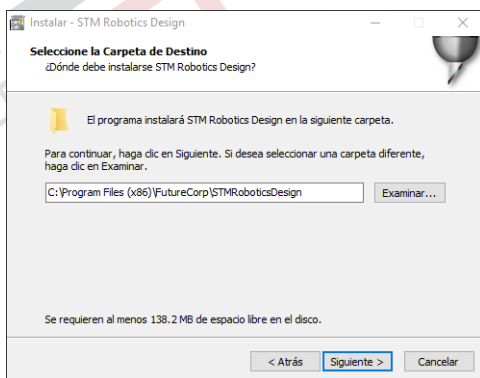 Instalar - STM Robotics Design
Seleccione la Carpeta de Destino
¿Dónde debe instalarse STM Robotics Design?
El programa instalará STM Robotics Design en la siguiente carpeta.
Para continuar, haga clic en Siguiente. Si desea seleccionar una carpeta diferente,
haga clic en Examinar.
C:\Program Files (x86)\FutureCorp\STMRoboticsDesign
Examinar...
Se requieren al menos 138.2 MB de espacio libre en el disco.
< Atrás
Siguiente >
Cancelar